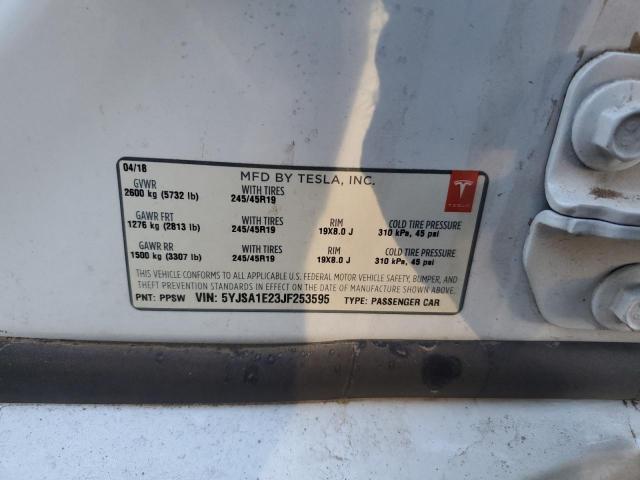 04/18
MFD BY TESLA, INC.
GVWR WITH TIRES
2600 kg (5732 lb) 245/45R19
GAWR FRT WITH TIRES RIM COLD TIRE PRESSURE
1276 kg (2813 lb) 245/45R19 19X8.0 J 310 kPa, 45 psi
GAWR RR WITH TIRES RIM COLD TIRE PRESSURE
1500 kg (3307 lb) 245/45R19 19X8.0 J 310 kPa, 45 psi
THIS VEHICLE CONFORMS TO ALL APPLICABLE U.S. FEDERAL MOTOR VEHICLE SAFETY, BUMPER, AND
THEFT PREVENTION STANDARDS IN EFFECT ON THE DATE OF MANUFACTURE SHOWN ABOVE.
PNT: PPSW VIN: 5YJSA1E23JF253595 TYPE: PASSENGER CAR
TESLA